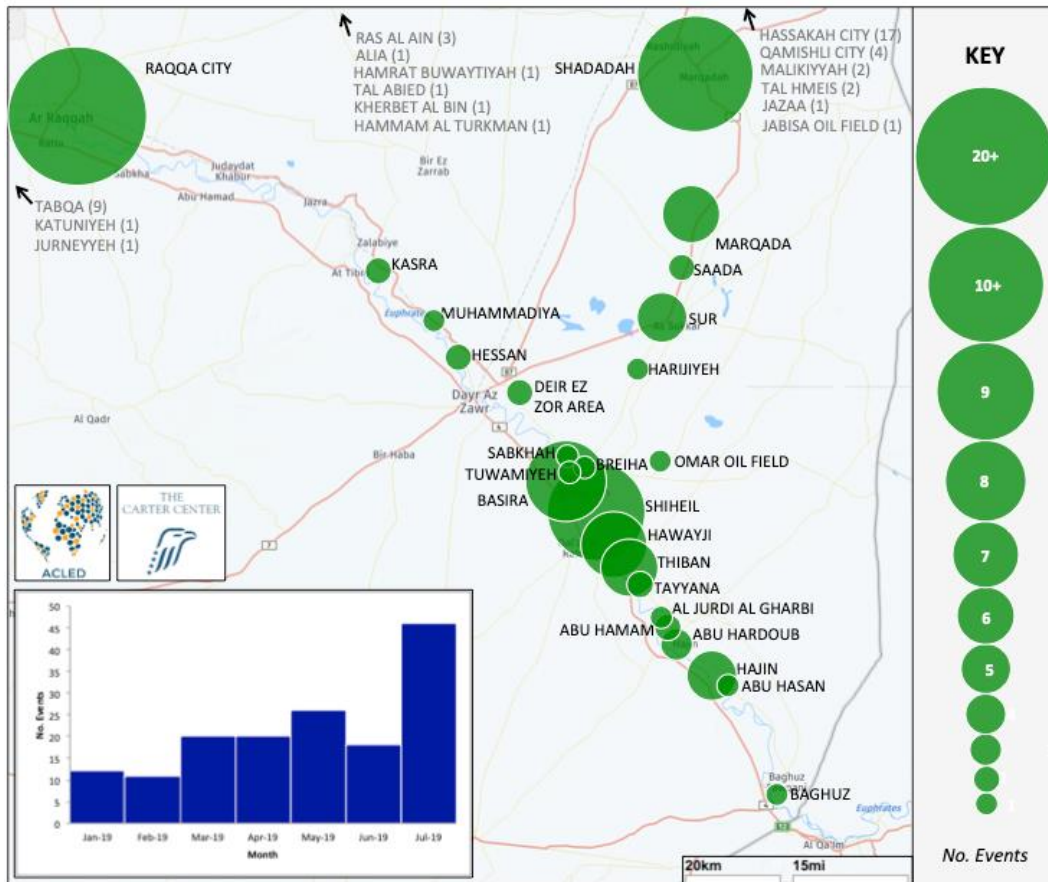 RAQQA CITY
RAS AL AIN (3)
ALIA (1)
HAMRAT BUWAYTIYAH (1)
TAL ABIED (1)
KHERBET AL BIN (1)
HAMMAM AL TURKMAN (1)
SHADADAH
HASSAKAH CITY (17)
QAMISHLI CITY (4)
MALIKIYYAH (2)
TAL HMEIS (2)
JAZAA (1)
JABISA OIL FIELD (1)
Ar Raqqah
Ratta
Sabkha
Judaydat
Khabur
Abu Hamad
Jazra
Bir Ez
Zarrab
Marqadah
TABQA (9)
KATUNIYEH (1)
JURNEYYEH (1)
Zalabiye
At Tibn
KASRA
MARQADA
SAADA
Euphrate
MUHAMMADIYA
SUR
HESSAN
HARIJIYEH
DEIR EZ
ZOR AREA
Dayr Az
Zawr
Al Qadr
Bir Haba
SABKHAH
TUWAMIYEH
BREIHA
OMAR OIL FIELD
BASIRA
SHIHEIL
HAWAYJI
THIBAN
TAYYANA
AL JURDI AL GHARBI
ABU HAMAM
ABU HARDOUB
HAJIN
ABU HASAN
Baghuz
BAGHUZ
Euphrates
Al Qa'im
20km
15mi
ACLED
THE
CARTER CENTER
50
45
40
35
30
25
20
15
10
5
0
No. Events
Jan-19
Feb-19
Mar-19
Apr-19
May-19
Jun-19
Jul-19
Month
KEY
20+
10+
9
8
7
6
5
No. Events